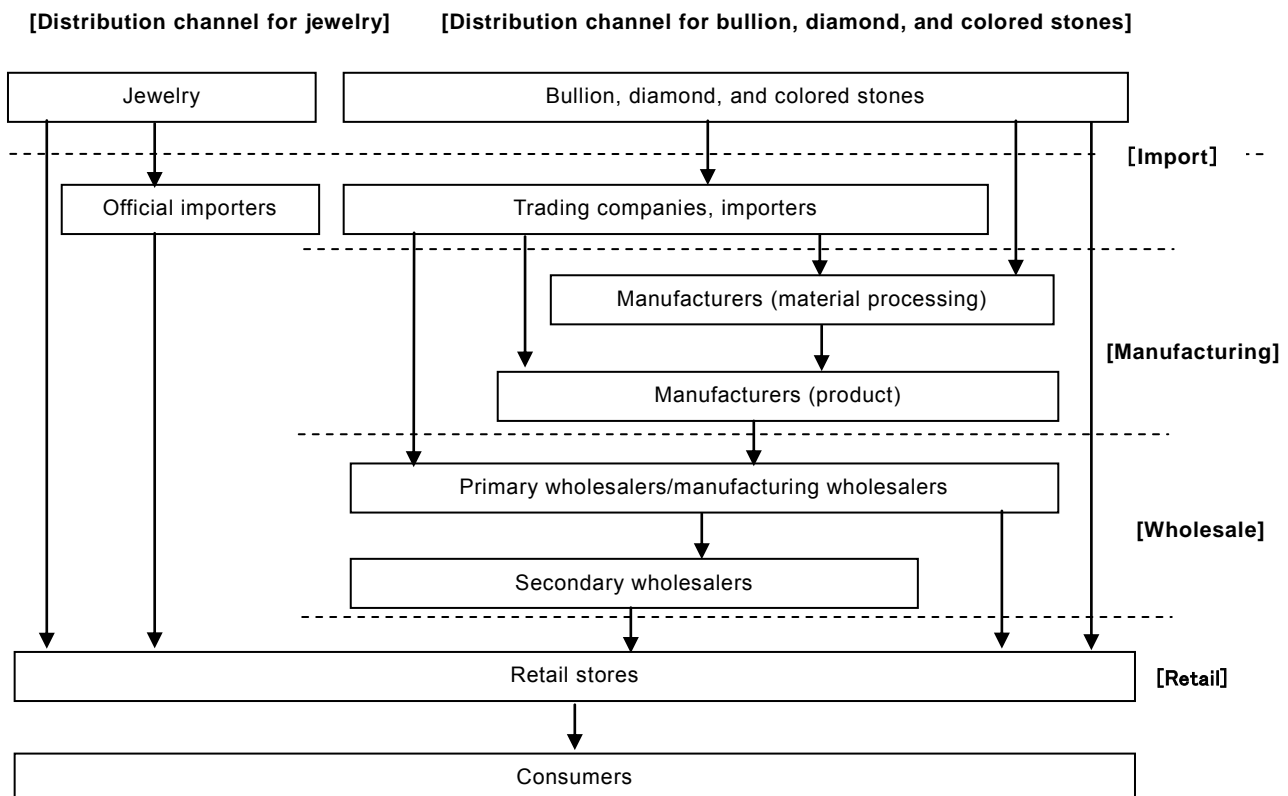 [Distribution channel for jewelry] [Distribution channel for bullion, diamond, and colored stones]
Jewelry
Bullion, diamond, and colored stones
[Import]
Official importers
Trading companies, importers
Manufacturers (material processing)
[Manufacturing]
Manufacturers (product)
Primary wholesalers/manufacturing wholesalers
[Wholesale]
Secondary wholesalers
Retail stores
[Retail]
Consumers